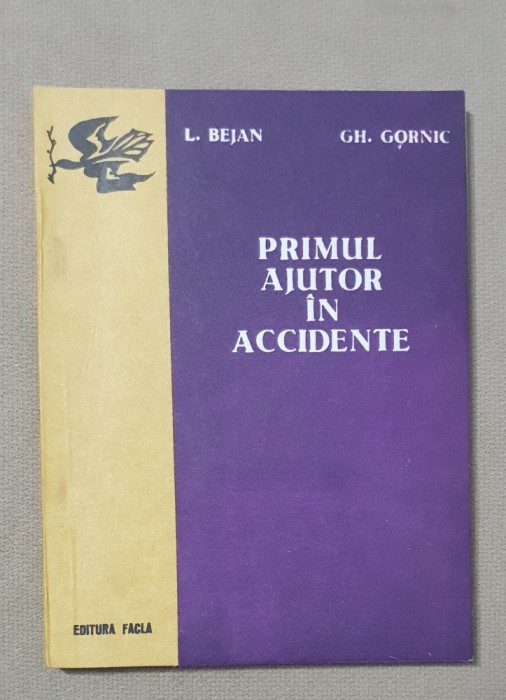 L. BEJAN GH. GORNIC
PRIMUL
AJUTOR
ÎN
ACCIDENTE
EDITURA FACLA